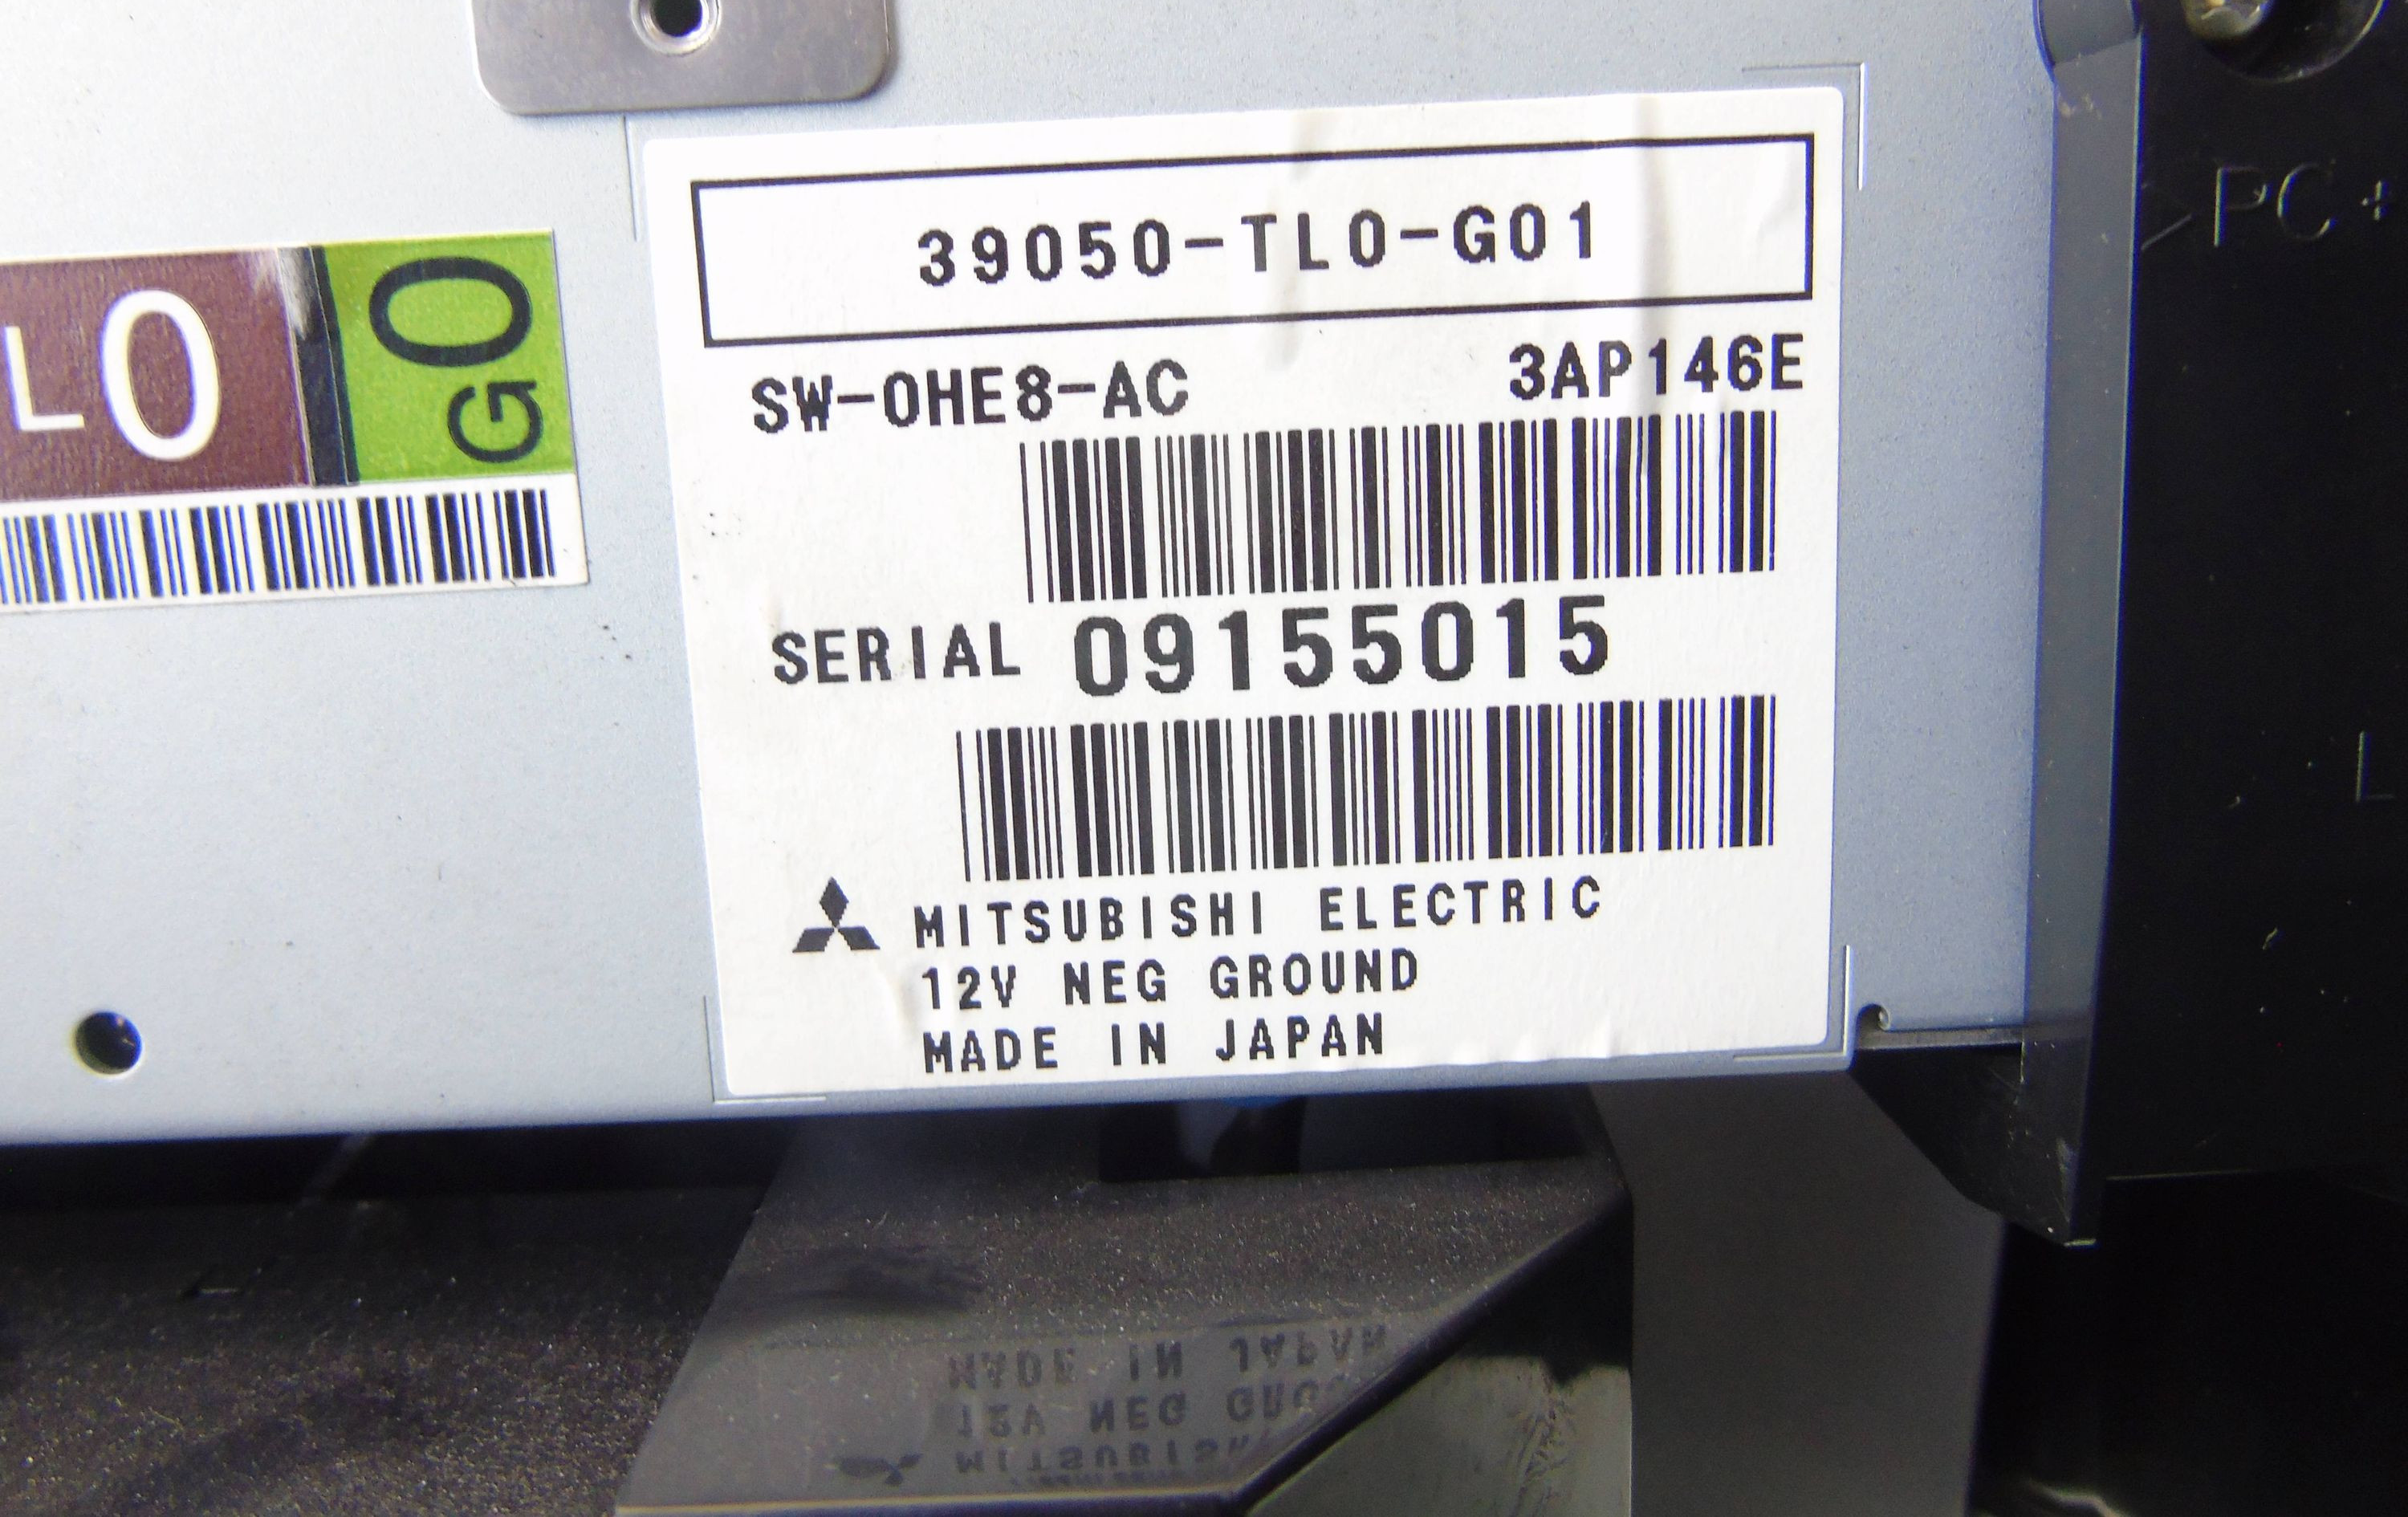 39050-TL0-G01
SW-0HE8-AC 3AP146E
SERIAL 09155015
MITSUBISHI ELECTRIC
12V NEG GROUND
MADE IN JAPAN
L0
G0
>PC+
L